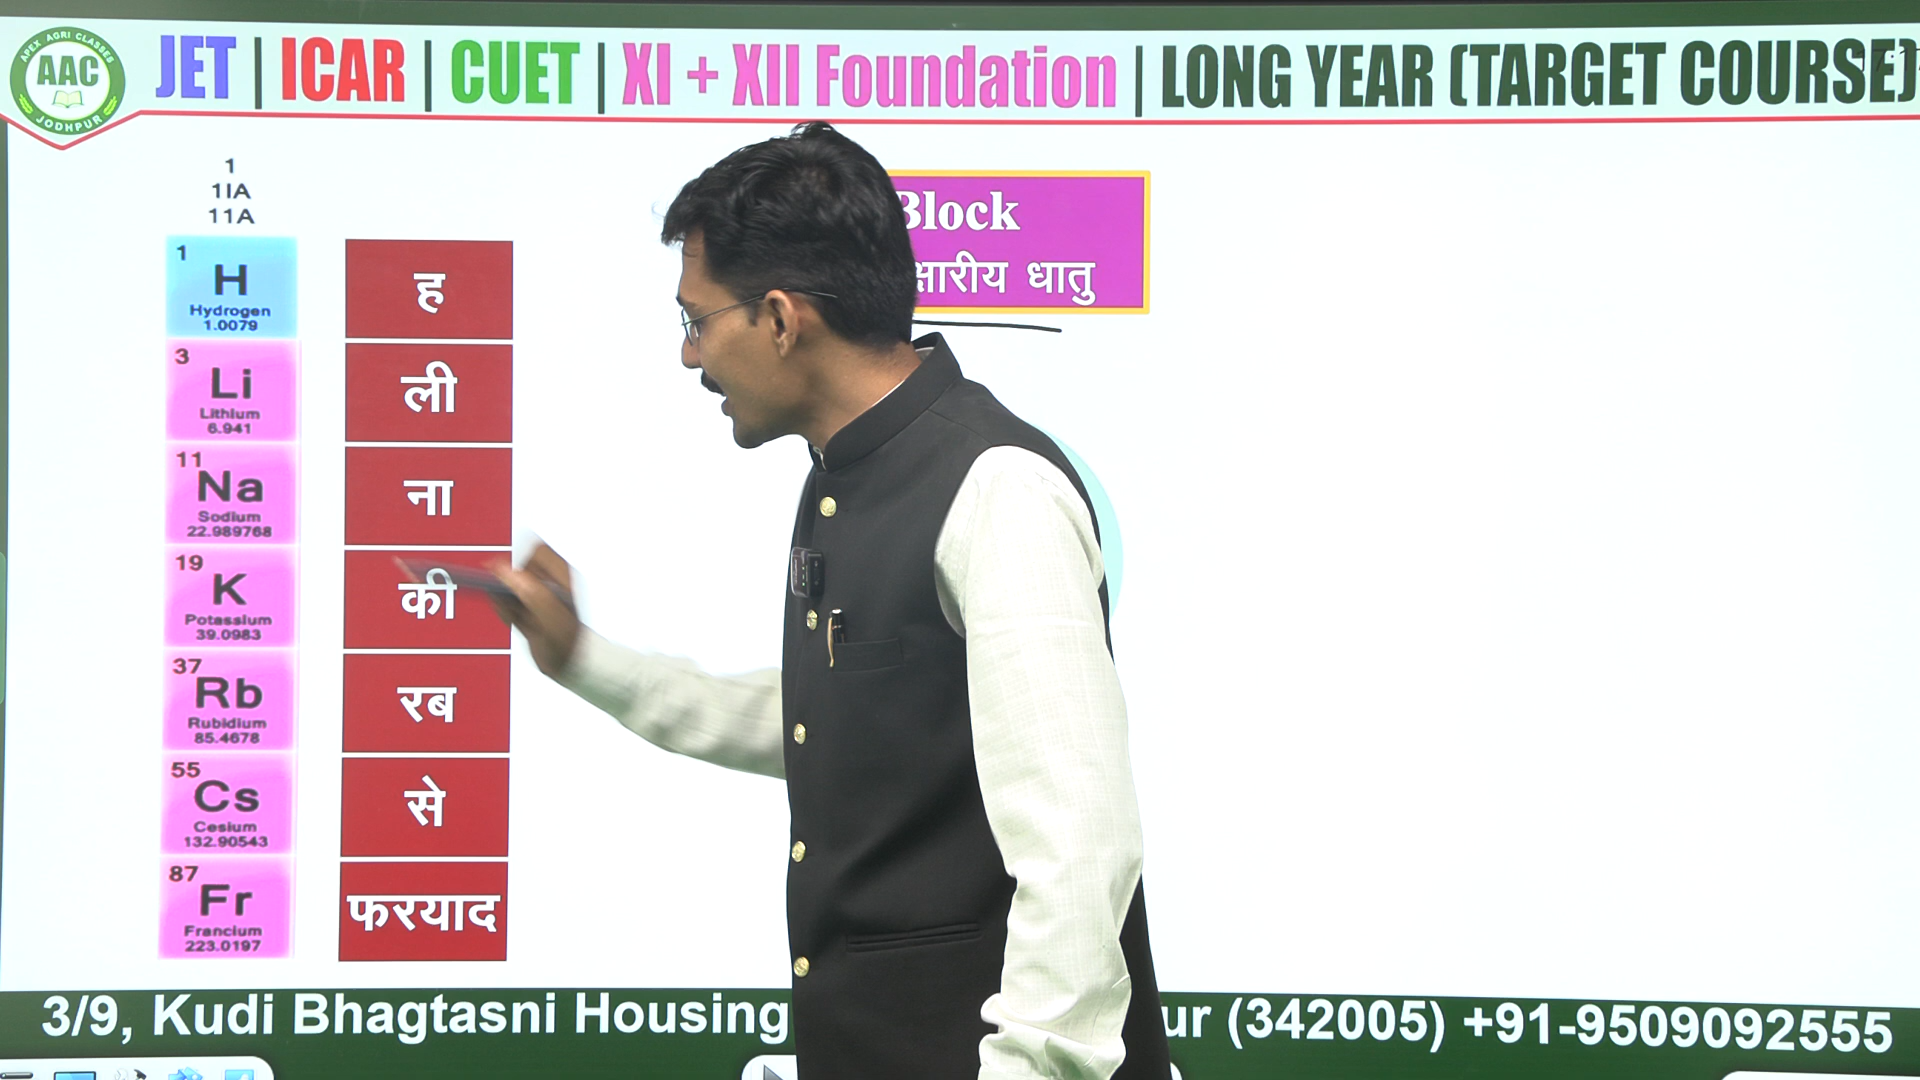 APEX AGRI CLASSES
AAC
JODHPUR
JET | ICAR | CUET | XI + XII Foundation | LONG YEAR (TARGET COURSE)
1
1IA
11A
Block
क्षारीय धातु
1
H
Hydrogen
1.0079
ह
3
Li
Lithium
6.941
ली
11
Na
Sodium
22.989768
ना
19
K
Potassium
39.0983
की
37
Rb
Rubidium
85.4678
रब
55
Cs
Cesium
132.90543
से
87
Fr
Francium
223.0197
फरयाद
3/9, Kudi Bhagtasni Housing ur (342005) +91-9509092555